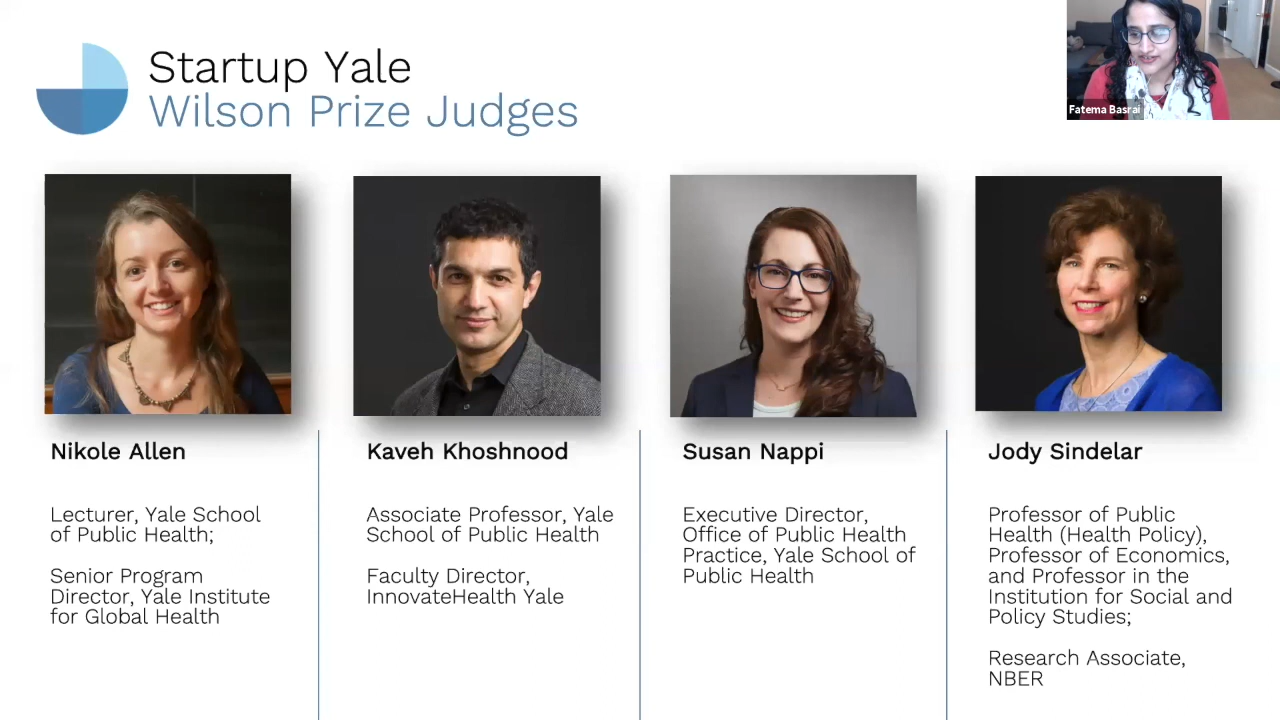 Startup Yale
Wilson Prize Judges
Fatema Basrai
Nikole Allen
Lecturer, Yale School
of Public Health;
Senior Program
Director, Yale Institute
for Global Health
Kaveh Khoshnood
Associate Professor, Yale
School of Public Health
Faculty Director,
InnovateHealth Yale
Susan Nappi
Executive Director,
Office of Public Health
Practice, Yale School of
Public Health
Jody Sindelar
Professor of Public
Health (Health Policy),
Professor of Economics,
and Professor in the
Institution for Social and
Policy Studies;
Research Associate,
NBER